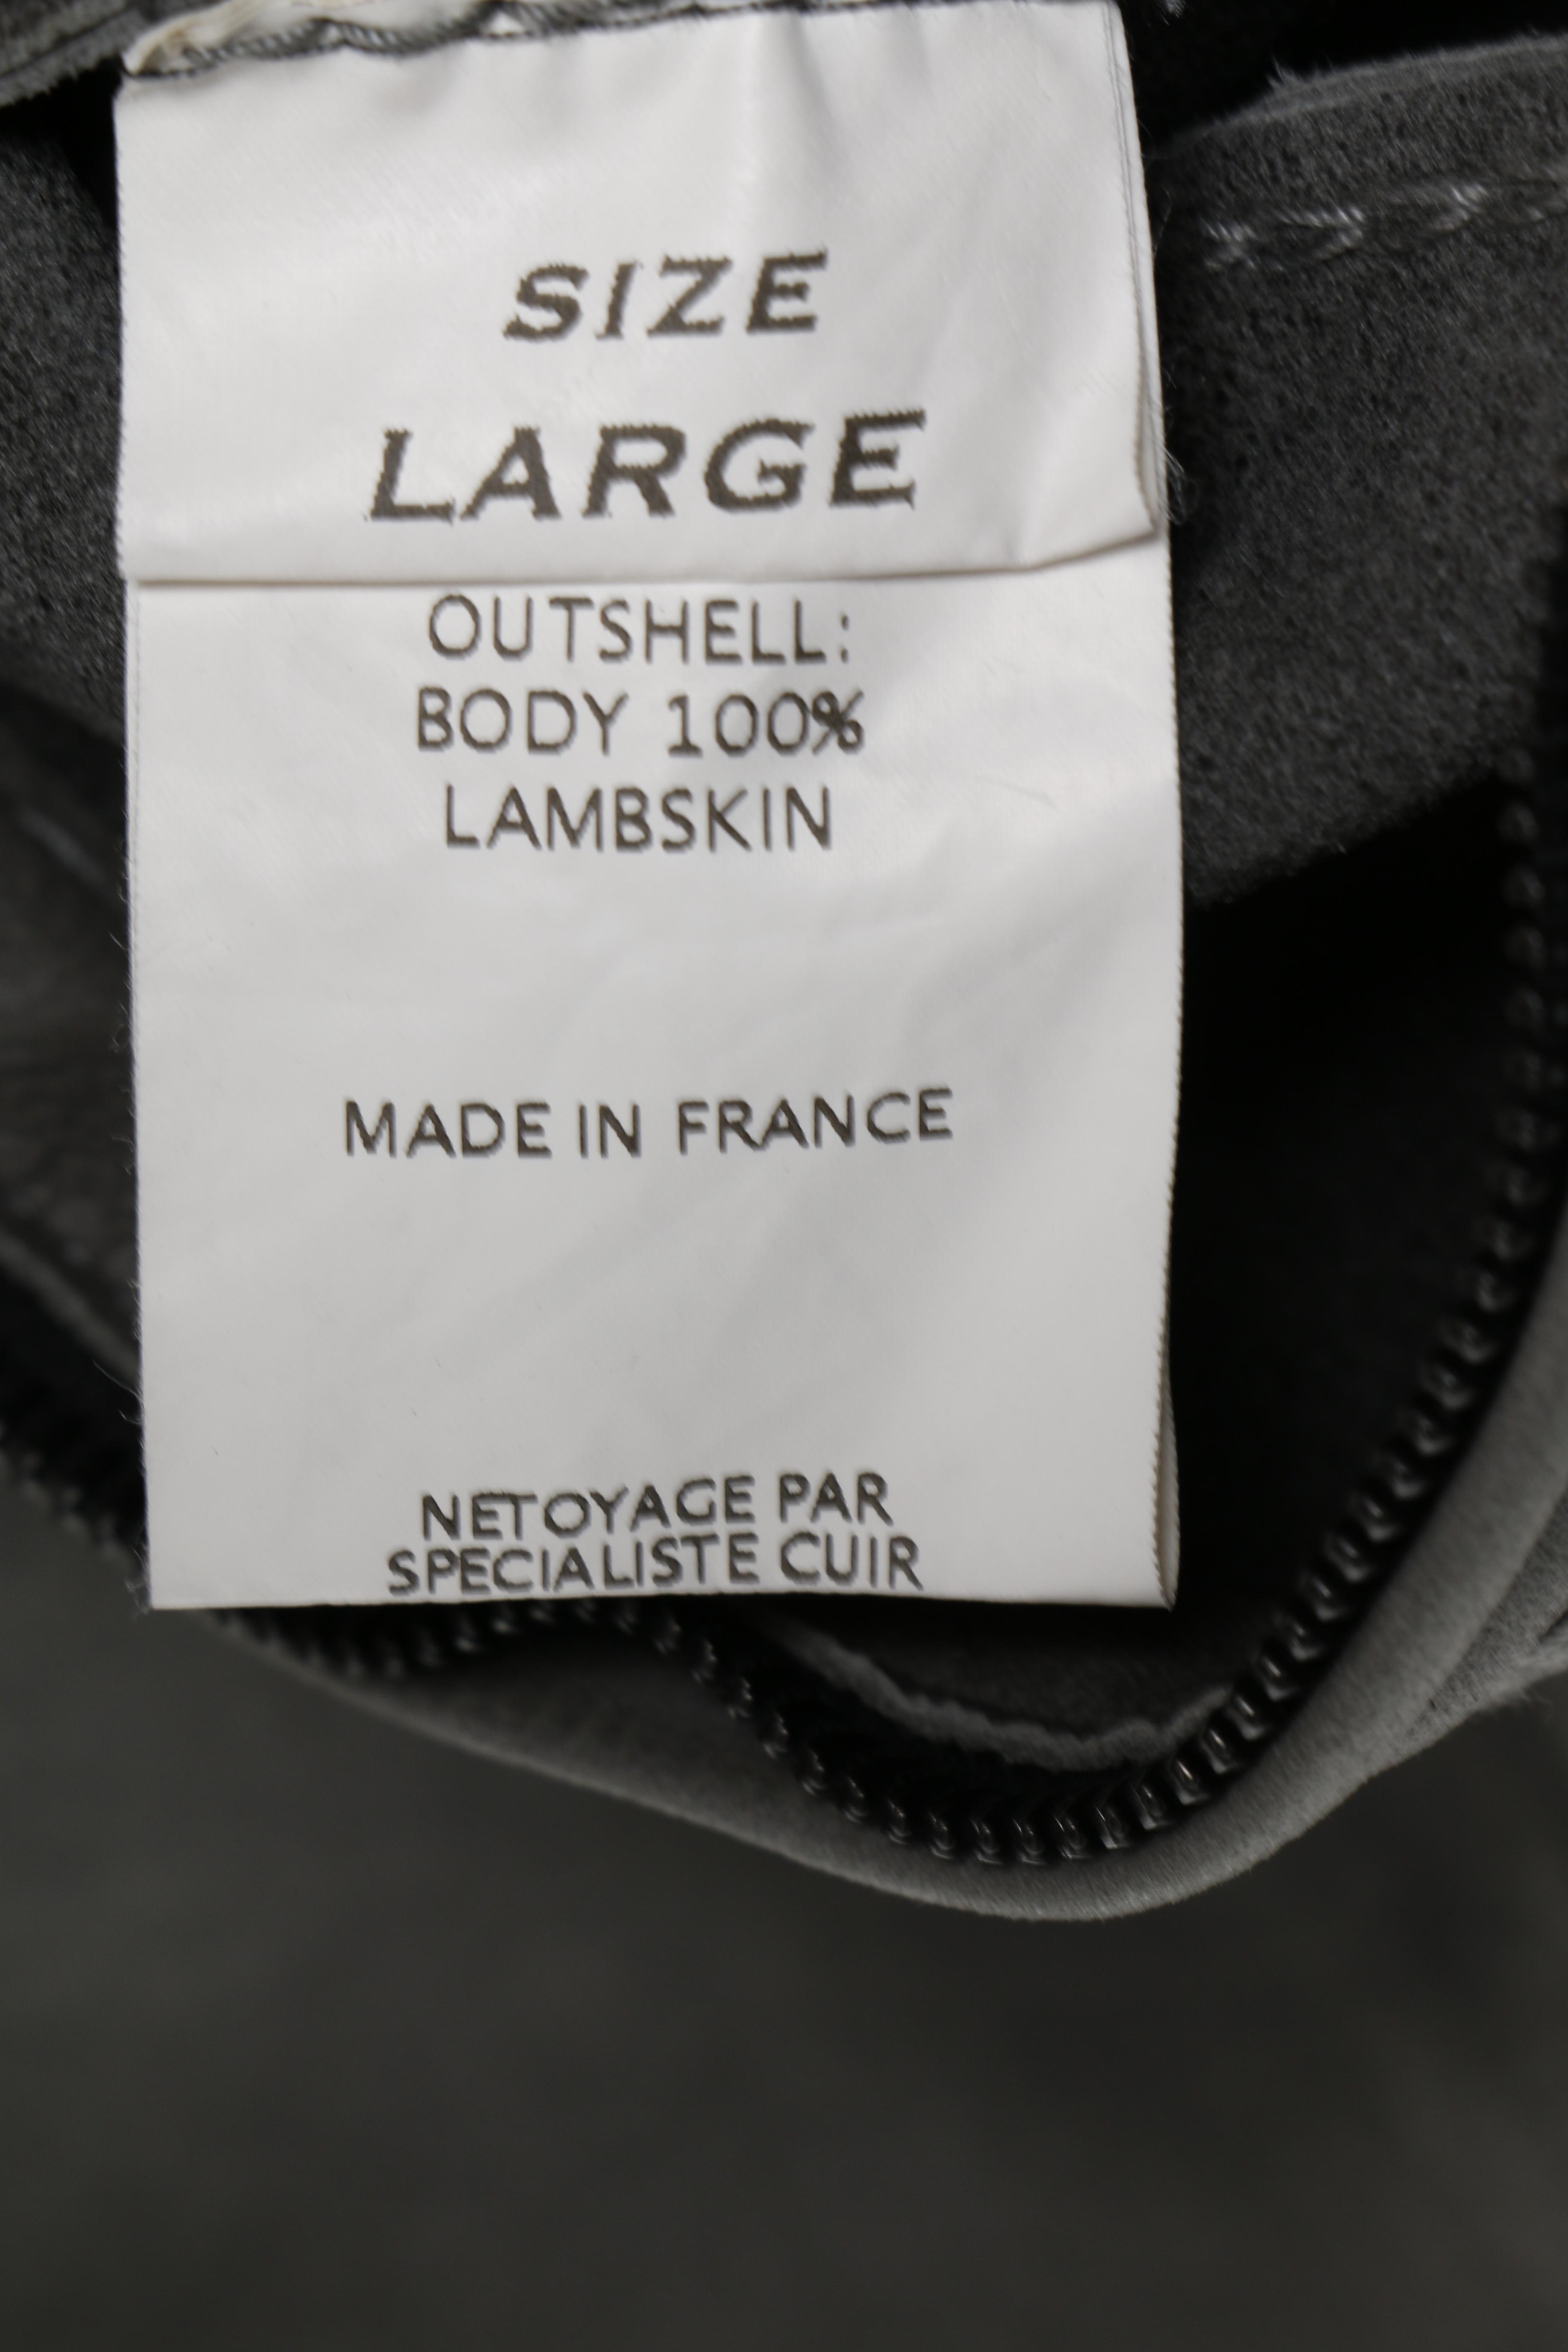 SIZE
LARGE
OUTSHELL:
BODY 100%
LAMBSKIN
MADE IN FRANCE
NETOYAGE PAR
SPECIALISTE CUIR